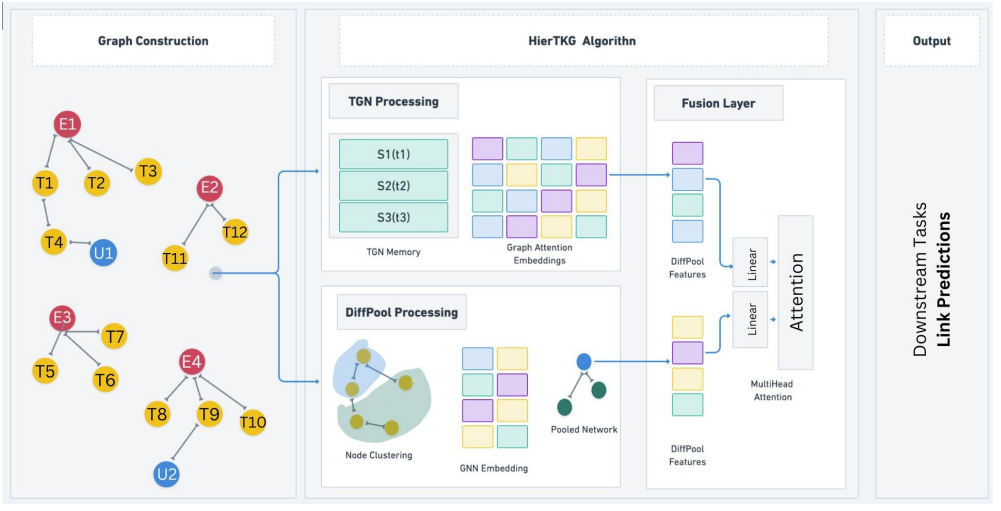 Graph Construction
HierTKG Algorithn
Output
E1
T1
T2
T3
T4
U1
E2
T12
T11
E3
T7
T5
T6
E4
T8
T9
T10
U2
TGN Processing
S1(t1)
S2(t2)
S3(t3)
TGN Memory
Graph Attention
Embeddings
DiffPool Processing
Node Clustering
GNN Embedding
Pooled Network
Fusion Layer
DiffPool
Features
Linear
Linear
Attention
MultiHead
Attention
DiffPool
Features
Downstream Tasks
Link Predictions